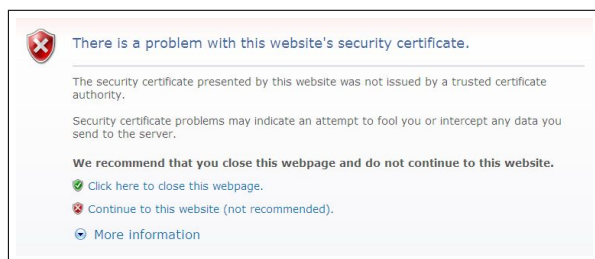 There is a problem with this website's security certificate.
The security certificate presented by this website was not issued by a trusted certificate
authority.
Security certificate problems may indicate an attempt to fool you or intercept any data you
send to the server.
We recommend that you close this webpage and do not continue to this website.
Click here to close this webpage.
Continue to this website (not recommended).
More information